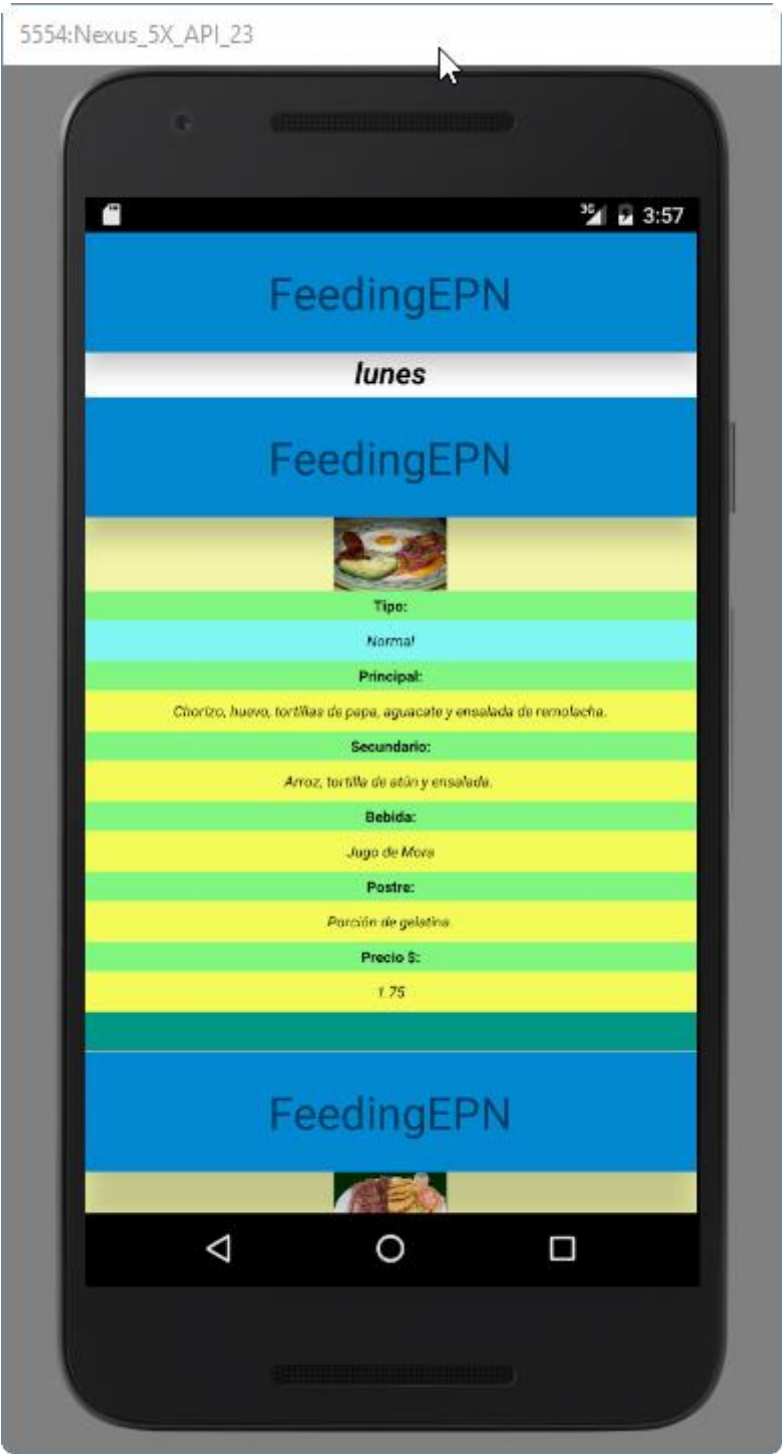 5554:Nexus_5X_API_23
3G 3:57
FeedingEPN
lunes
FeedingEPN
Tipo:
Normal
Principal:
Chorizo, huevo, tortillas de papa, aguacate y ensalada de remolacha.
Secundario:
Arroz, tortilla de atún y ensalada.
Bebida:
Jugo de Mora
Postre:
Porción de gelatina.
Precio $:
1.75
FeedingEPN